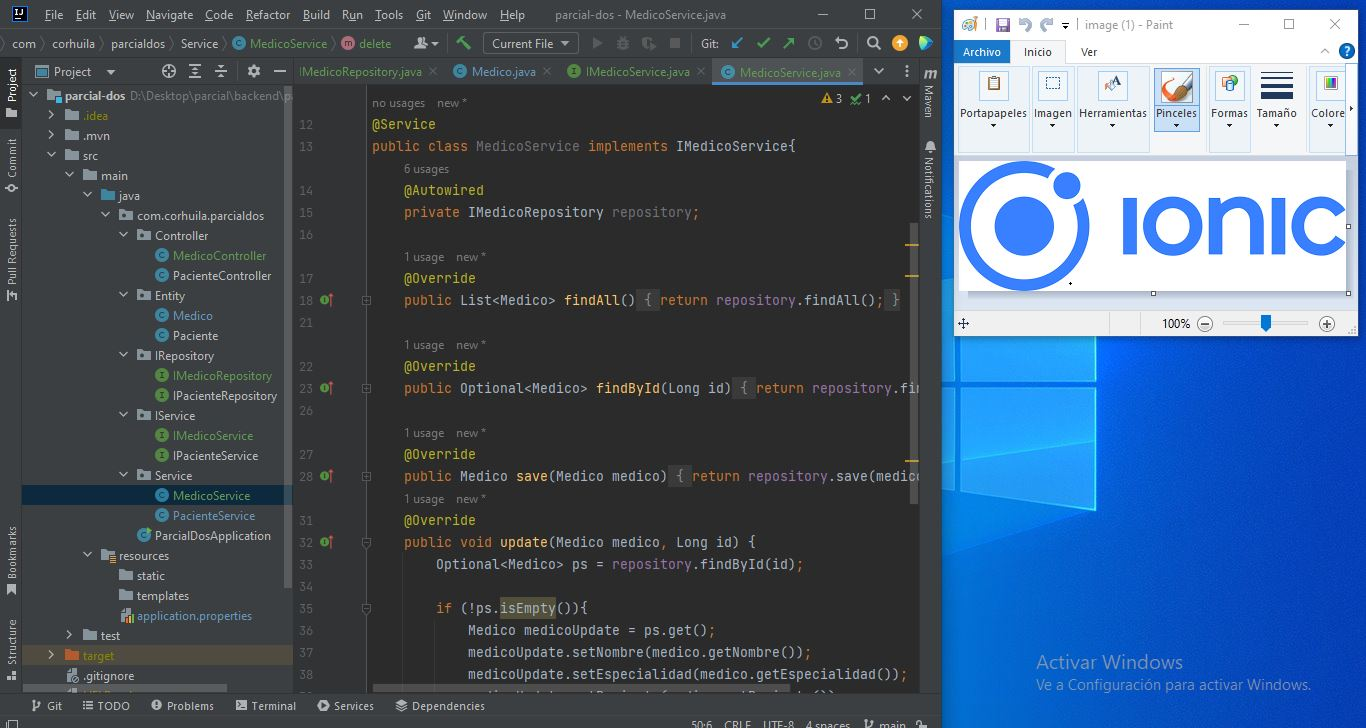 File Edit View Navigate Code Refactor Build Run Tools Git Window Help parcial-dos - MedicoService.java
com corhuila parcialdos Service MedicoService delete Current File Git:
Project
parcial-dos D:\Desktop\parcial\backend\p
.idea
.mvn
src
main
java
com.corhuila.parcialdos
Controller
MedicoController
PacienteController
Entity
Medico
Paciente
IRepository
IMedicoRepository
IPacienteRepository
IService
IMedicoService
IPacienteService
Service
MedicoService
PacienteService
ParcialDosApplication
resources
static
templates
application.properties
test
target
.gitignore
Project
Commit
Pull Requests
Bookmarks
Structure
IMedicoRepository.java Medico.java IMedicoService.java MedicoService.java
3 1
no usages new *
12 @Service
13 public class MedicoService implements IMedicoService{
6 usages
14 @Autowired
15 private IMedicoRepository repository;
16
1 usage new *
17 @Override
18 public List<Medico> findAll() { return repository.findAll(); }
21
1 usage new *
22 @Override
23 public Optional<Medico> findById(Long id) { return repository.fi
26
1 usage new *
27 @Override
28 public Medico save(Medico medico) { return repository.save(medico
1 usage new *
31 @Override
32 public void update(Medico medico, Long id) {
33 Optional<Medico> ps = repository.findById(id);
34
35 if (!ps.isEmpty()){
36 Medico medicoUpdate = ps.get();
37 medicoUpdate.setNombre(medico.getNombre());
38 medicoUpdate.setEspecialidad(medico.getEspecialidad());
m
Maven
Notifications
Git TODO Problems Terminal Services Dependencies
50:6 CRLF UTF-8 4 spaces main
image (1) - Paint
Archivo Inicio Ver
Portapapeles Imagen Herramientas Pinceles Formas Tamaño Colore
IONIC
100%
Activar Windows
Ve a Configuración para activar Windows.